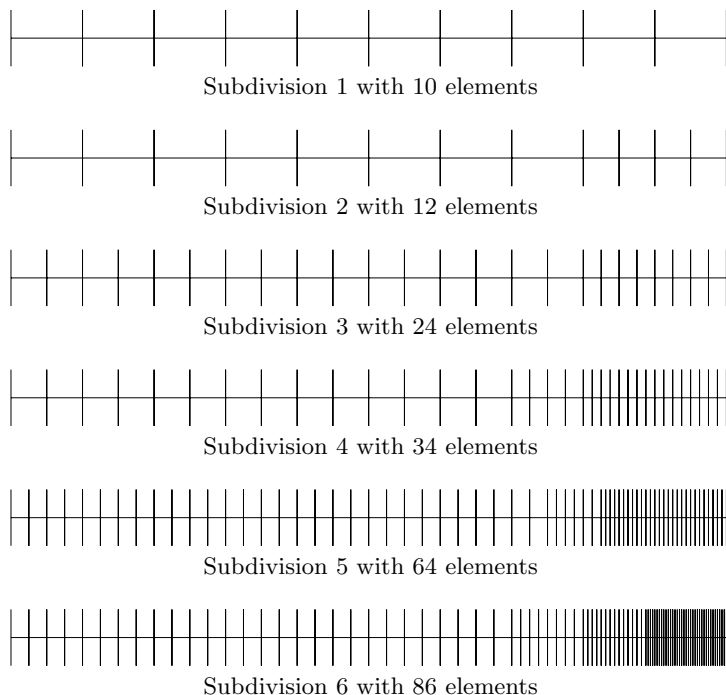 Subdivision 1 with 10 elements
Subdivision 2 with 12 elements
Subdivision 3 with 24 elements
Subdivision 4 with 34 elements
Subdivision 5 with 64 elements
Subdivision 6 with 86 elements